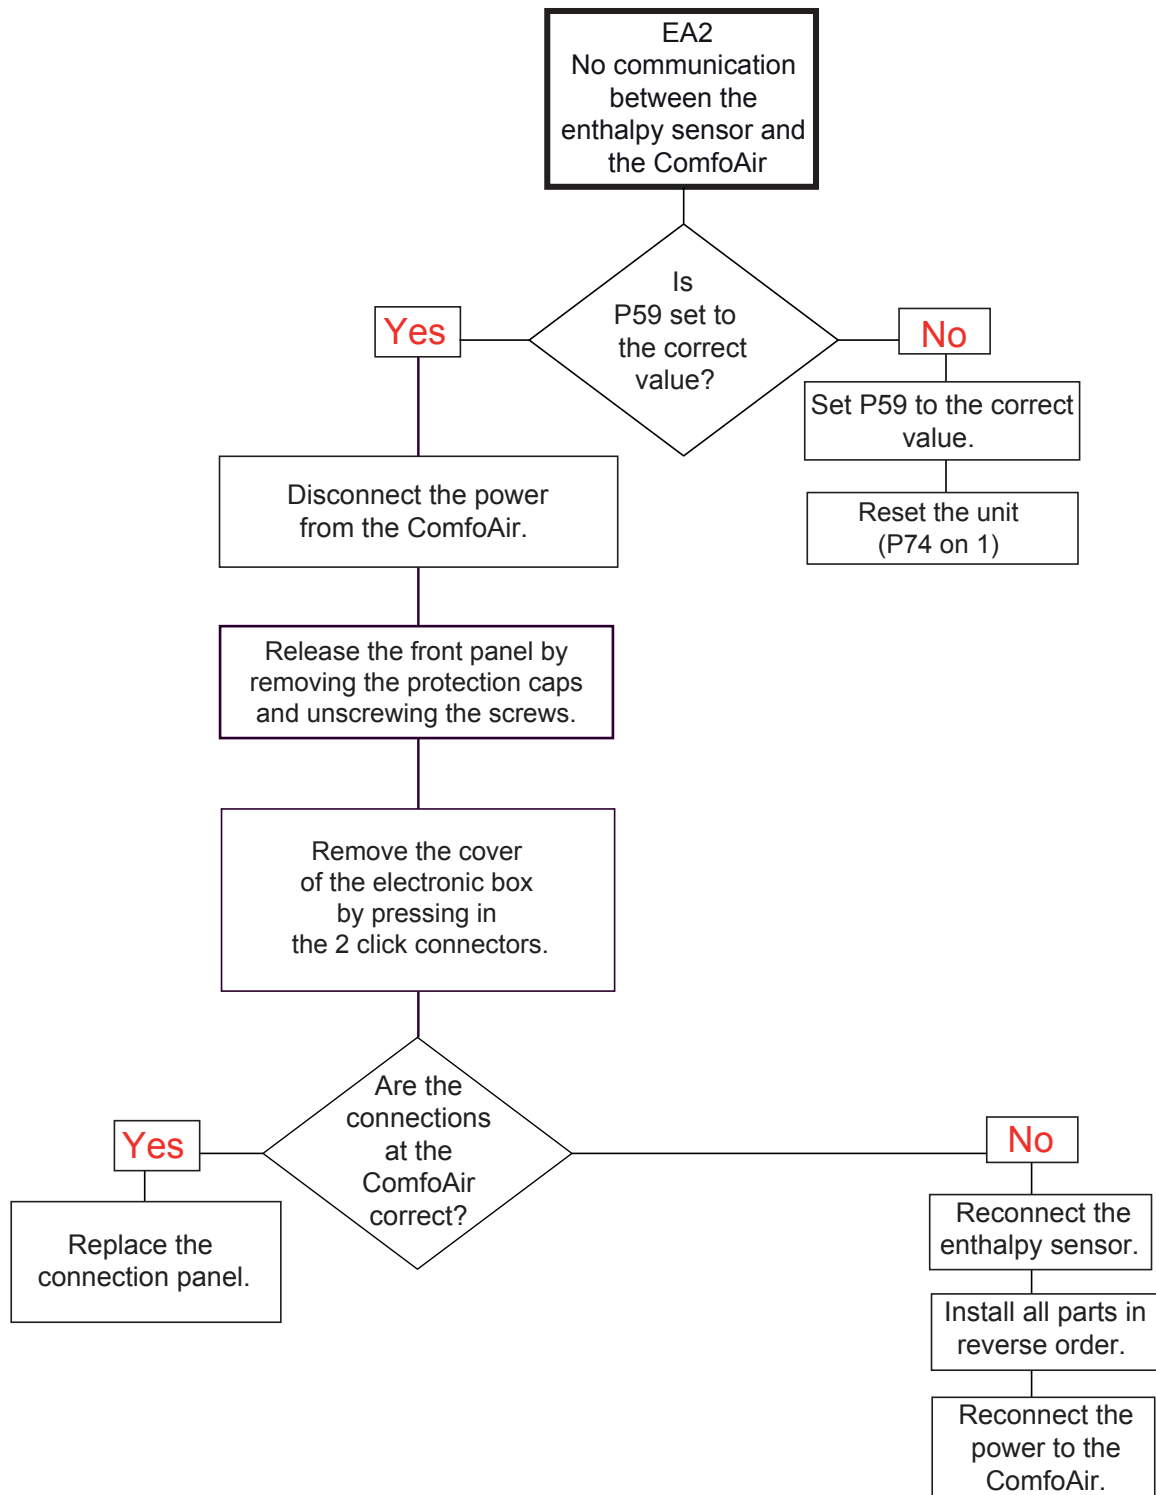 EA2
No communication
between the
enthalpy sensor and
the ComfoAir
Is
P59 set to
the correct
value?
Yes
No
Set P59 to the correct
value.
Reset the unit
(P74 on 1)
Disconnect the power
from the ComfoAir.
Release the front panel by
removing the protection caps
and unscrewing the screws.
Remove the cover
of the electronic box
by pressing in
the 2 click connectors.
Are the
connections
at the
ComfoAir
correct?
Yes
No
Replace the
connection panel.
Reconnect the
enthalpy sensor.
Install all parts in
reverse order.
Reconnect the
power to the
ComfoAir.